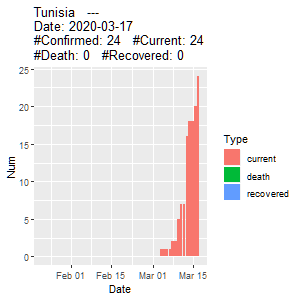 Tunisia   ---
Date: 2020-03-17
#Confirmed: 24   #Current: 24
#Death: 0   #Recovered: 0
25
20
15
10
5
0
Num
Feb 01   Feb 15   Mar 01   Mar 15
Date
Type
current
death
recovered